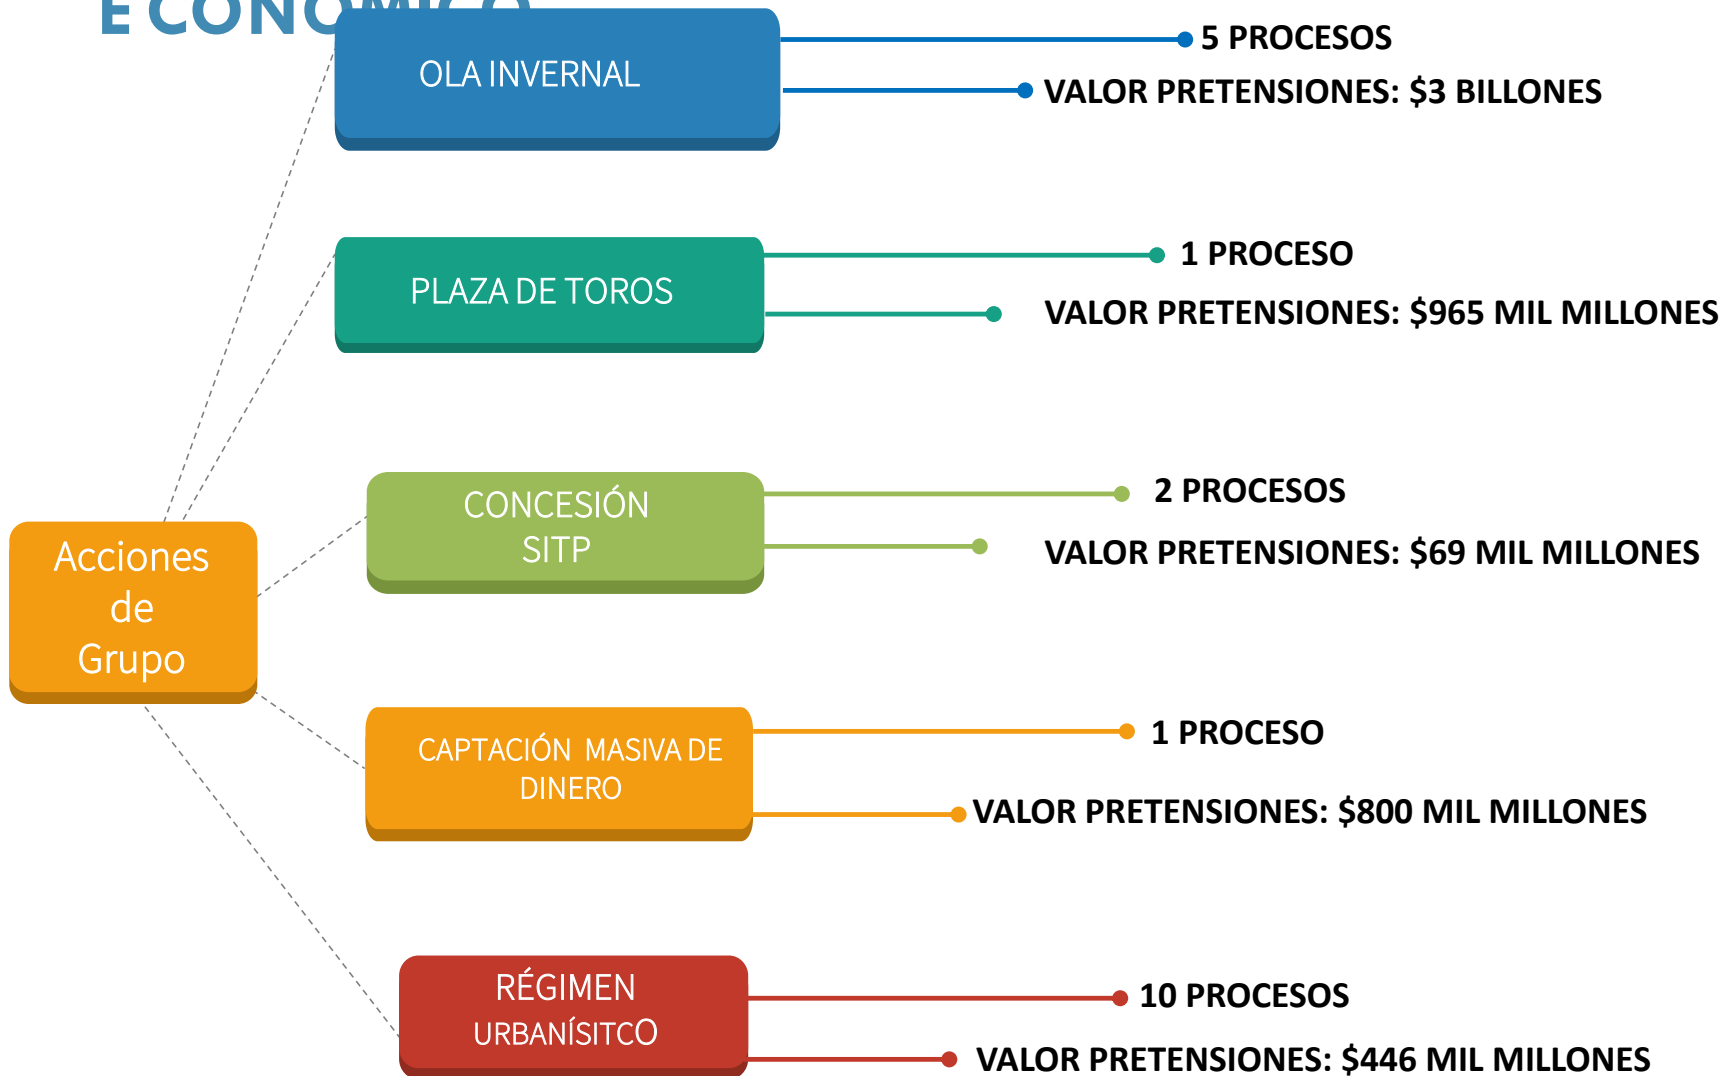 E CONÓMICO
OLA INVERNAL
5 PROCESOS
VALOR PRETENSIONES: $3 BILLONES
PLAZA DE TOROS
1 PROCESO
VALOR PRETENSIONES: $965 MIL MILLONES
CONCESIÓN
SITP
2 PROCESOS
VALOR PRETENSIONES: $69 MIL MILLONES
Acciones
de
Grupo
CAPTACIÓN MASIVA DE
DINERO
1 PROCESO
VALOR PRETENSIONES: $800 MIL MILLONES
RÉGIMEN
URBANÍSITCO
10 PROCESOS
VALOR PRETENSIONES: $446 MIL MILLONES